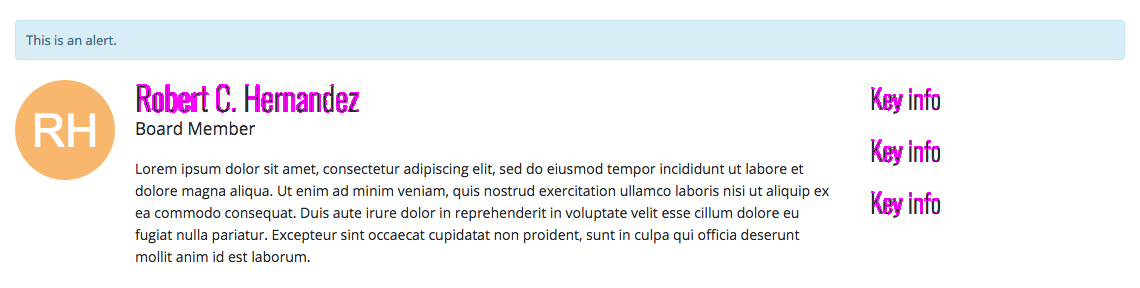 This is an alert.
RH
Robert C. Hernandez
Board Member
Lorem ipsum dolor sit amet, consectetur adipiscing elit, sed do eiusmod tempor incididunt ut labore et
dolore magna aliqua. Ut enim ad minim veniam, quis nostrud exercitation ullamco laboris nisi ut aliquip ex
ea commodo consequat. Duis aute irure dolor in reprehenderit in voluptate velit esse cillum dolore eu
fugiat nulla pariatur. Excepteur sint occaecat cupidatat non proident, sunt in culpa qui officia deserunt
mollit anim id est laborum.
Key info
Key info
Key info